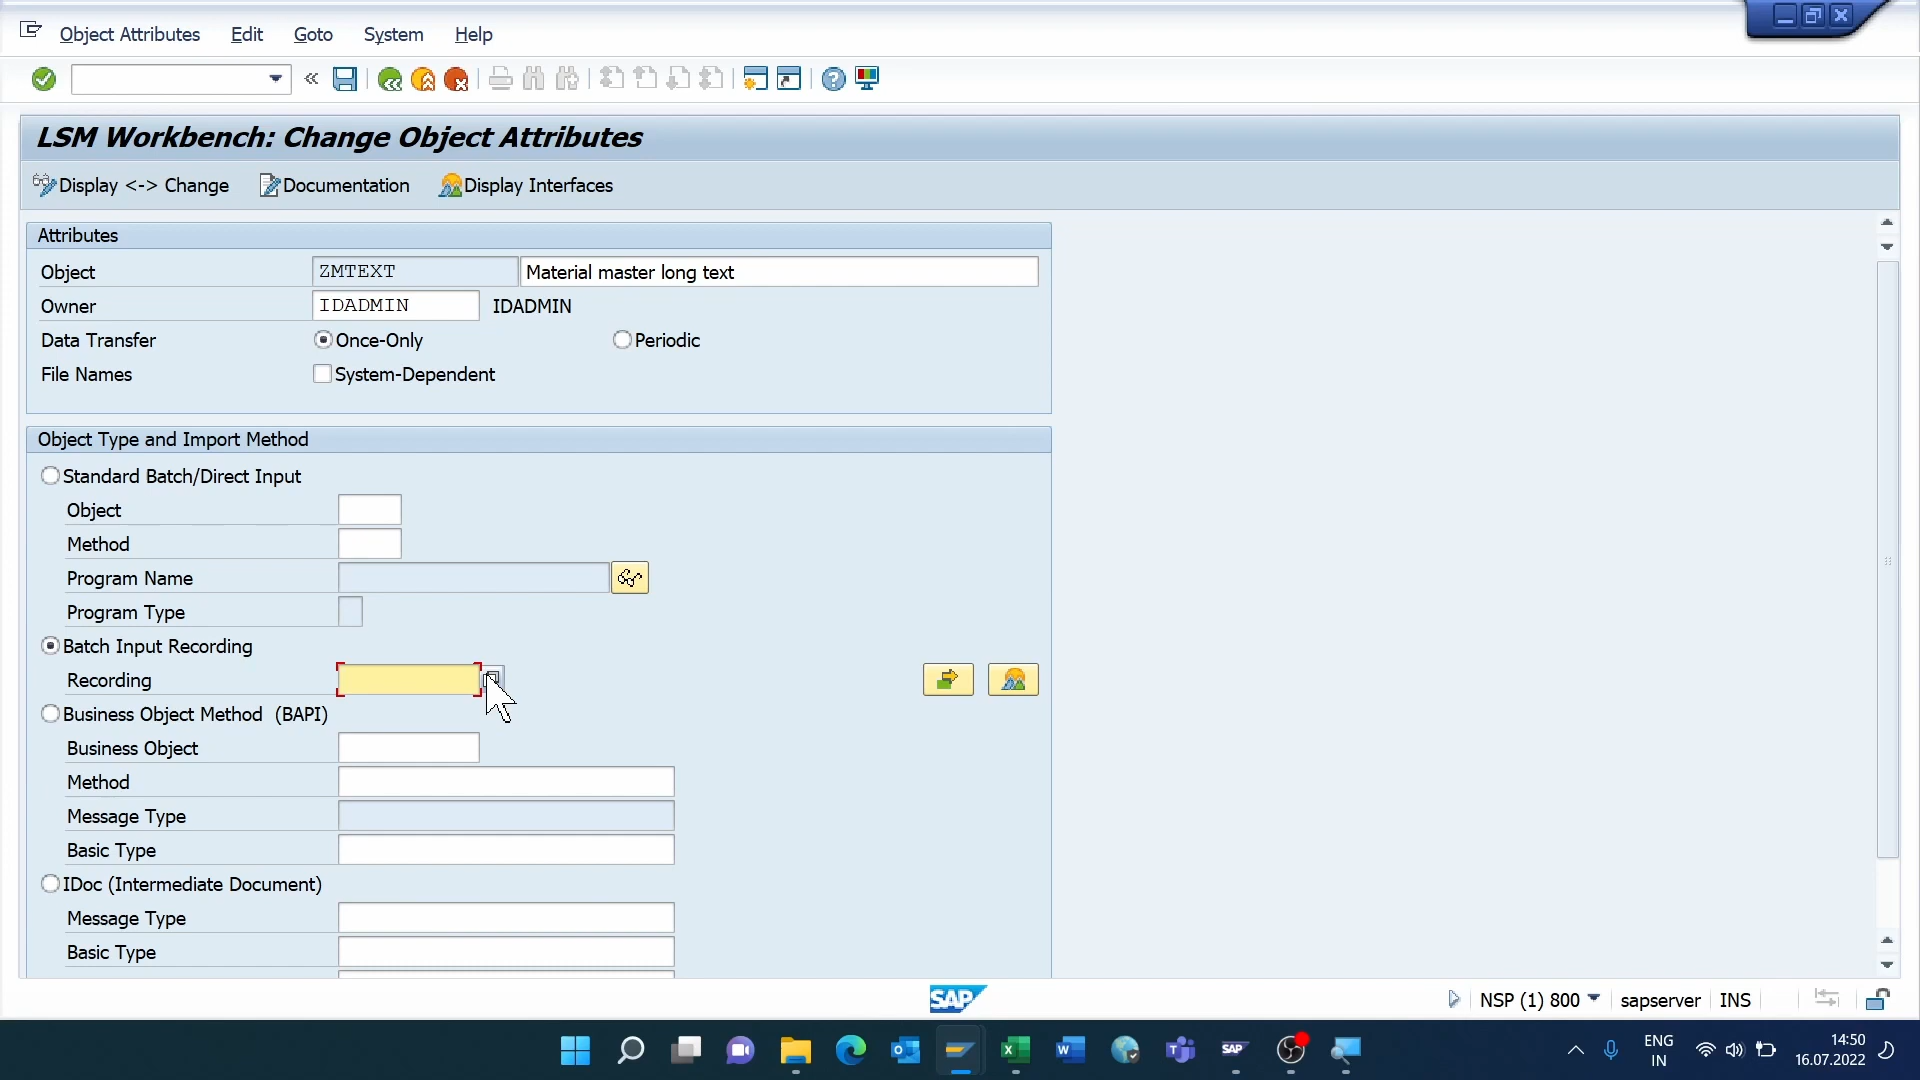 Object Attributes Edit Goto System Help
LSM Workbench: Change Object Attributes
Display <-> Change Documentation Display Interfaces
Attributes
Object ZMTEXT Material master long text
Owner IDADMIN IDADMIN
Data Transfer Once-Only Periodic
File Names System-Dependent
Object Type and Import Method
Standard Batch/Direct Input
Object
Method
Program Name
Program Type
Batch Input Recording
Recording
Business Object Method (BAPI)
Business Object
Method
Message Type
Basic Type
IDoc (Intermediate Document)
Message Type
Basic Type
SAP NSP (1) 800 sapserver INS
SAP
ENG 14:50
IN 16.07.2022